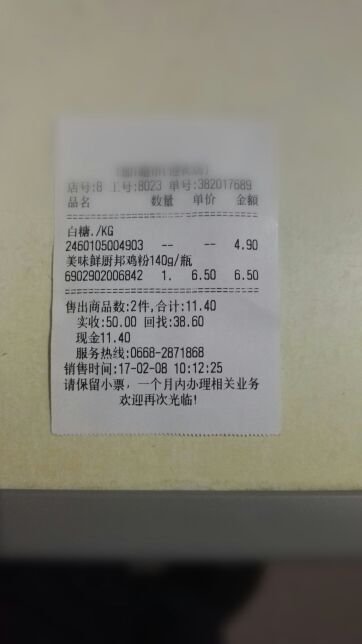 店号:8 工号:8023 单号:382017689
品名 数量 单价 金额
白糖./KG
2460105004903 -- -- 4.90
美味鲜厨邦鸡粉140g/瓶
6902902006842 1. 6.50 6.50
售出商品数:2件,合计:11.40
实收:50.00 回找:38.60
现金11.40
服务热线:0668-2871868
销售时间:17-02-08 10:12:25
请保留小票,一个月内办理相关业务
欢迎再次光临!